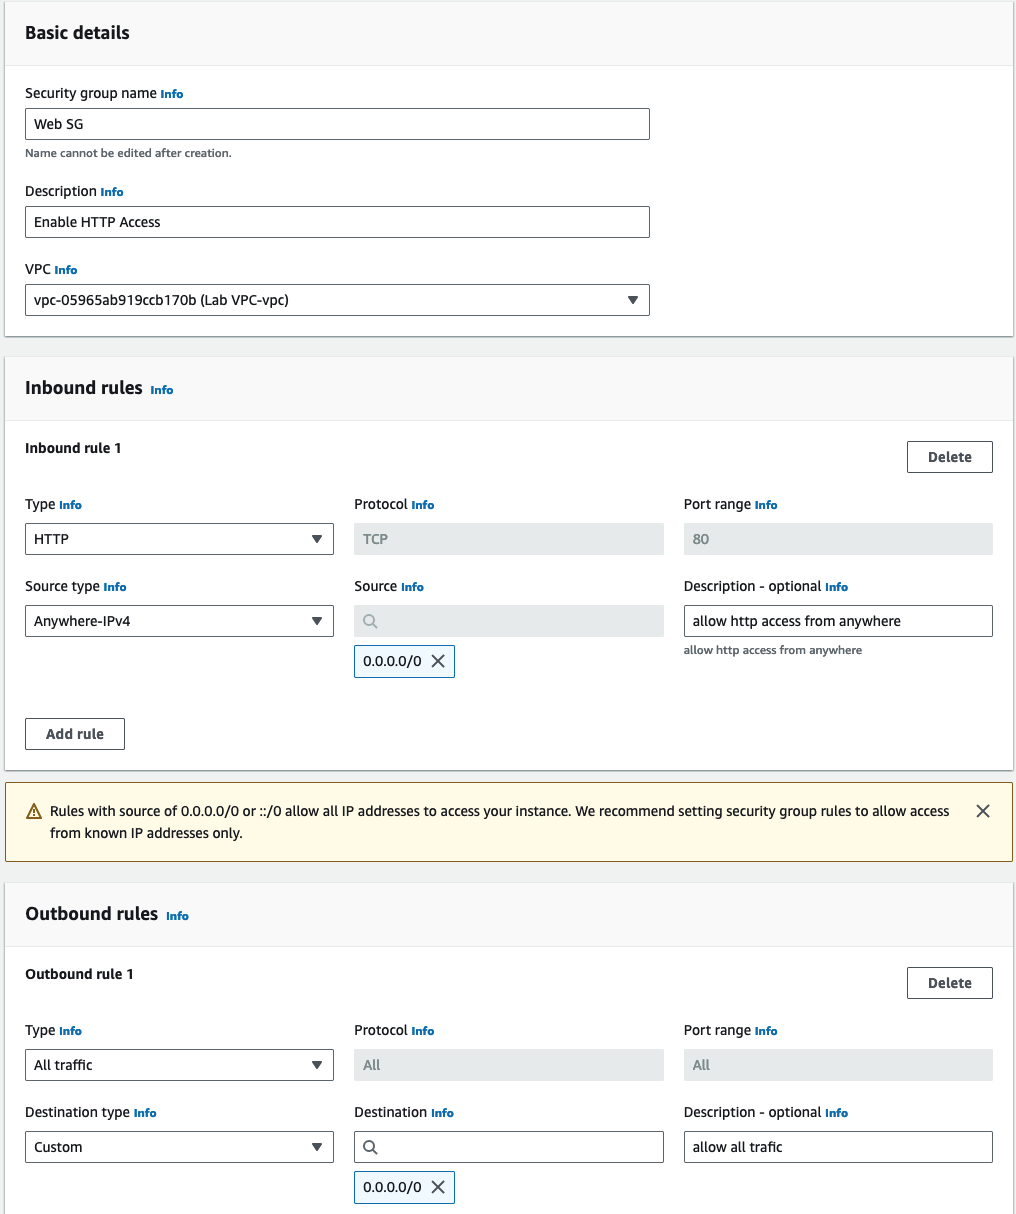 Basic details
Security group name Info
Web SG
Name cannot be edited after creation.
Description Info
Enable HTTP Access
VPC Info
vpc-05965ab919ccb170b (Lab VPC-vpc)
Inbound rules Info
Inbound rule 1
Delete
Type Info Protocol Info Port range Info
HTTP TCP 80
Source type Info Source Info Description - optional Info
Anywhere-IPv4 allow http access from anywhere
allow http access from anywhere
0.0.0.0/0
Add rule
Rules with source of 0.0.0.0/0 or ::/0 allow all IP addresses to access your instance. We recommend setting security group rules to allow access
from known IP addresses only.
Outbound rules Info
Outbound rule 1
Delete
Type Info Protocol Info Port range Info
All traffic All All
Destination type Info Destination Info Description - optional Info
Custom allow all trafic
0.0.0.0/0